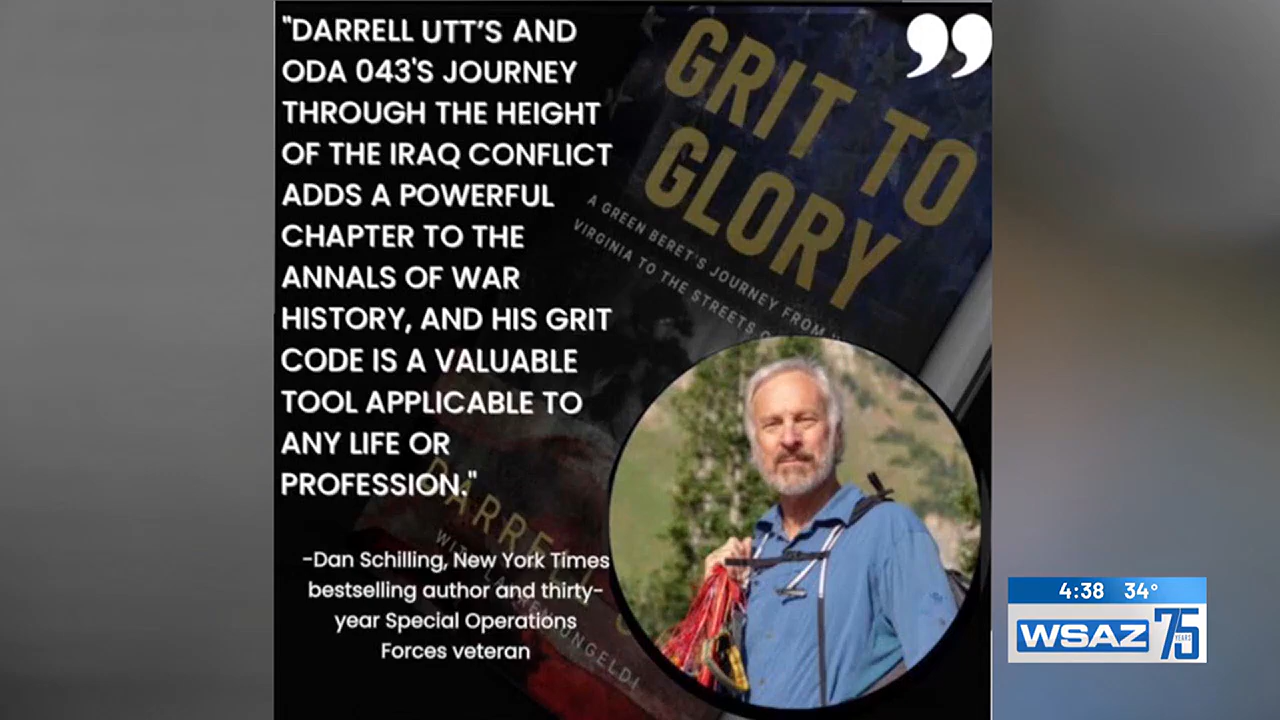 "DARRELL UTT'S AND
ODA 043'S JOURNEY
THROUGH THE HEIGHT
OF THE IRAQ CONFLICT
ADDS A POWERFUL
CHAPTER TO THE
ANNALS OF WAR
HISTORY, AND HIS GRIT
CODE IS A VALUABLE
TOOL APPLICABLE TO
ANY LIFE OR
PROFESSION."
-Dan Schilling, New York Times
bestselling author and thirty-
year Special Operations
Forces veteran
”
GRIT TO
GLORY
A GREEN BERET'S JOURNEY FROM
VIRGINIA TO THE STREETS
4:38 34°
WSAZ 75
YEARS